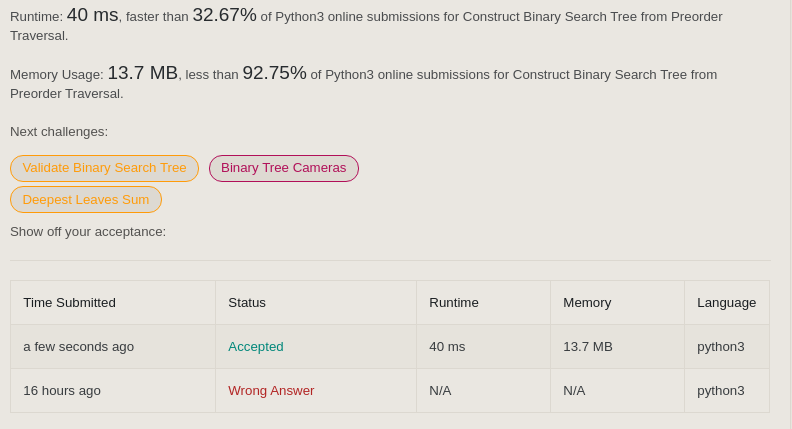 Runtime: 40 ms, faster than 32.67% of Python3 online submissions for Construct Binary Search Tree from Preorder
Traversal.
Memory Usage: 13.7 MB, less than 92.75% of Python3 online submissions for Construct Binary Search Tree from
Preorder Traversal.
Next challenges:
Validate Binary Search Tree Binary Tree Cameras
Deepest Leaves Sum
Show off your acceptance:
Time Submitted Status Runtime Memory Language
a few seconds ago Accepted 40 ms 13.7 MB python3
16 hours ago Wrong Answer N/A N/A python3